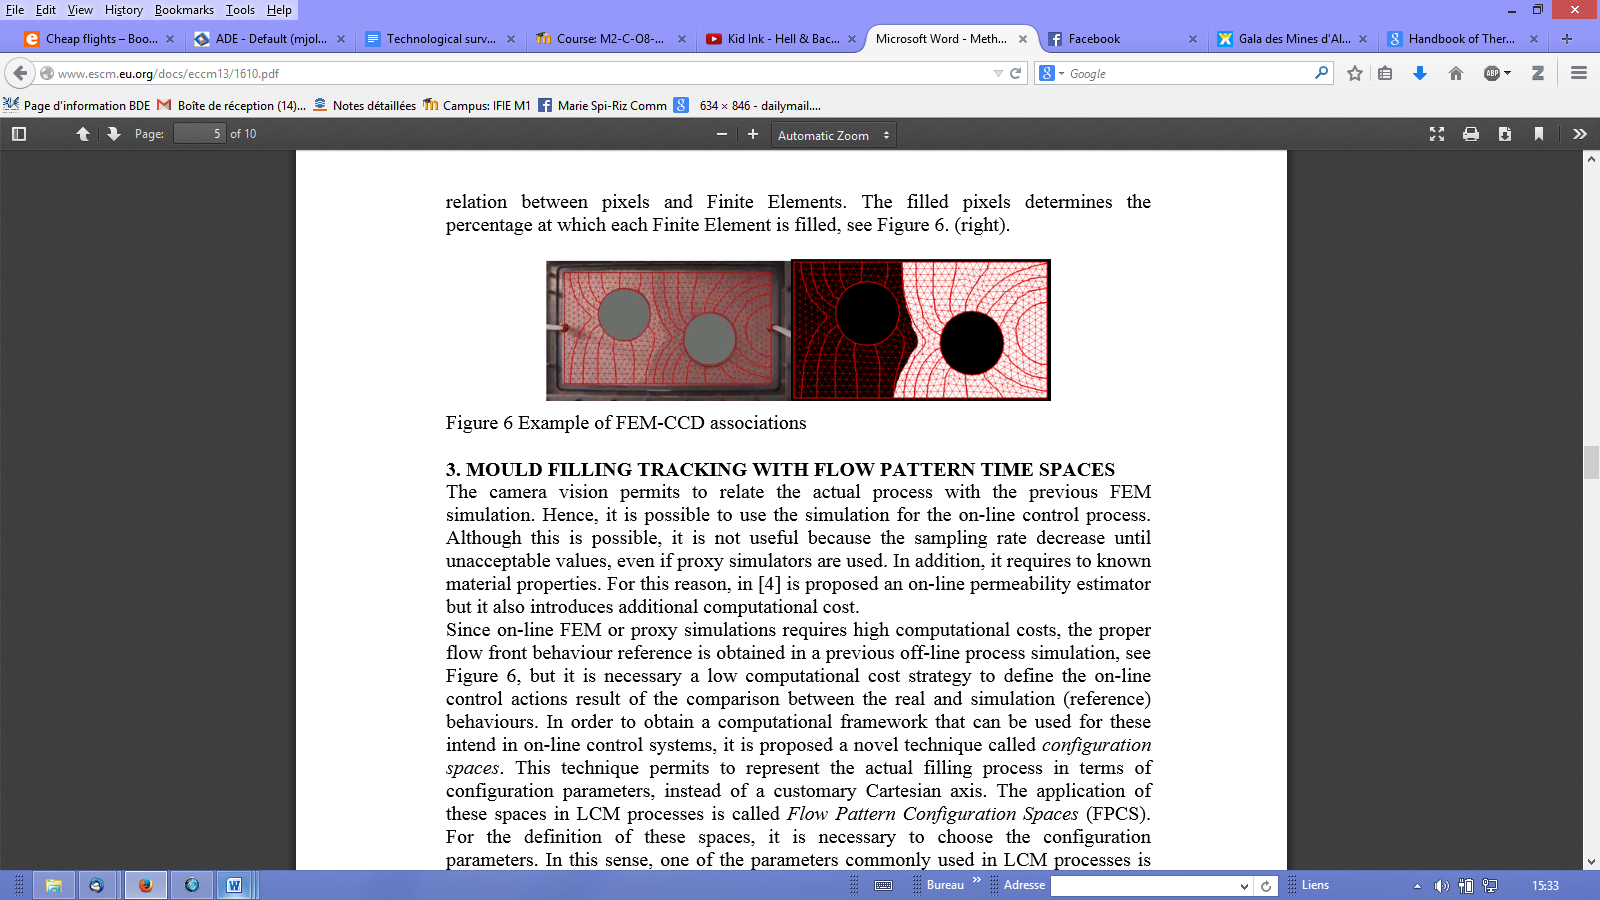 File Edit View History Bookmarks Tools Help
Cheap flights – Boo...
ADE - Default (mjol...
Technological surv...
Course: M2-C-O8-...
Kid Ink - Hell & Bac...
Microsoft Word - Meth...
Facebook
Gala des Mines d'Al...
Handbook of Ther...
www.escm.eu.org/docs/eccm13/1610.pdf
Google
ABP
Page d'information BDE
Boîte de réception (14)...
Notes détaillées
Campus: IFIE M1
Marie Spi-Riz Comm
634 × 846 - dailymail....
Page: 5 of 10
Automatic Zoom
relation between pixels and Finite Elements. The filled pixels determines the
percentage at which each Finite Element is filled, see Figure 6. (right).
Figure 6 Example of FEM-CCD associations
3. MOULD FILLING TRACKING WITH FLOW PATTERN TIME SPACES
The camera vision permits to relate the actual process with the previous FEM
simulation. Hence, it is possible to use the simulation for the on-line control process.
Although this is possible, it is not useful because the sampling rate decrease until
unacceptable values, even if proxy simulators are used. In addition, it requires to known
material properties. For this reason, in [4] is proposed an on-line permeability estimator
but it also introduces additional computational cost.
Since on-line FEM or proxy simulations requires high computational costs, the proper
flow front behaviour reference is obtained in a previous off-line process simulation, see
Figure 6, but it is necessary a low computational cost strategy to define the on-line
control actions result of the comparison between the real and simulation (reference)
behaviours. In order to obtain a computational framework that can be used for these
intend in on-line control systems, it is proposed a novel technique called configuration
spaces. This technique permits to represent the actual filling process in terms of
configuration parameters, instead of a customary Cartesian axis. The application of
these spaces in LCM processes is called Flow Pattern Configuration Spaces (FPCS).
For the definition of these spaces, it is necessary to choose the configuration
parameters. In this sense, one of the parameters commonly used in LCM processes is
Bureau
Adresse
Liens
15:33